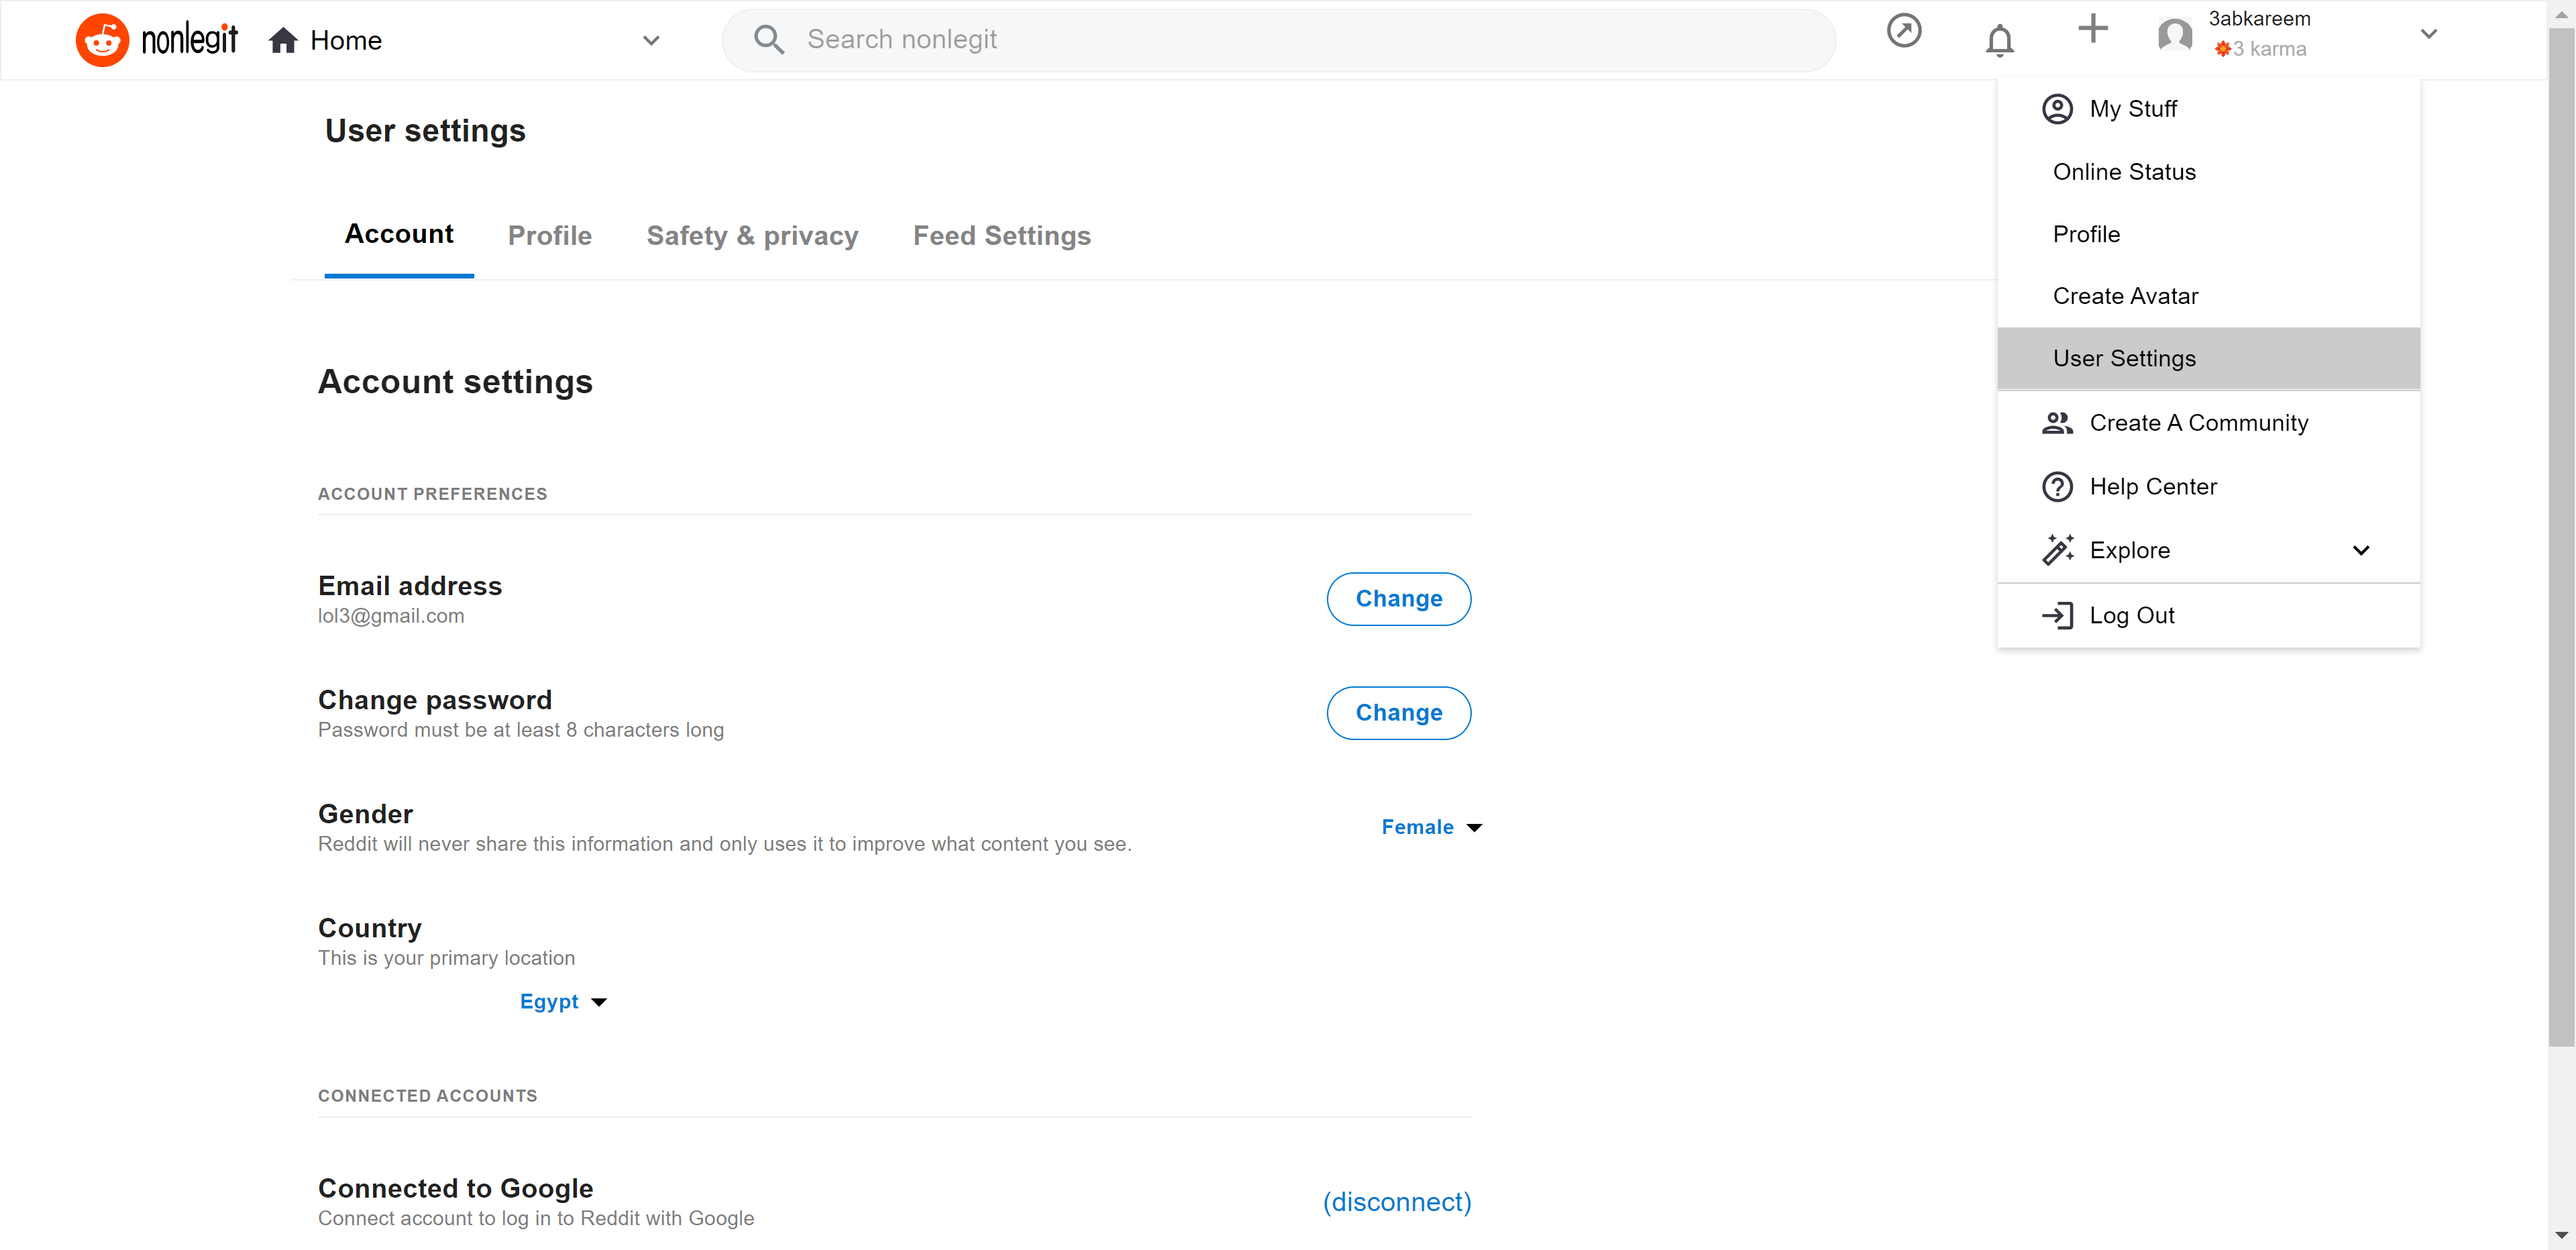 nonlegit
Home
Search nonlegit
3abkareem
3 karma
My Stuff
Online Status
Profile
Create Avatar
User Settings
Create A Community
Help Center
Explore
Log Out
User settings
Account
Profile
Safety & privacy
Feed Settings
Account settings
ACCOUNT PREFERENCES
Email address
lol3@gmail.com
Change
Change password
Password must be at least 8 characters long
Change
Gender
Reddit will never share this information and only uses it to improve what content you see.
Female
Country
This is your primary location
Egypt
CONNECTED ACCOUNTS
Connected to Google
Connect account to log in to Reddit with Google
(disconnect)